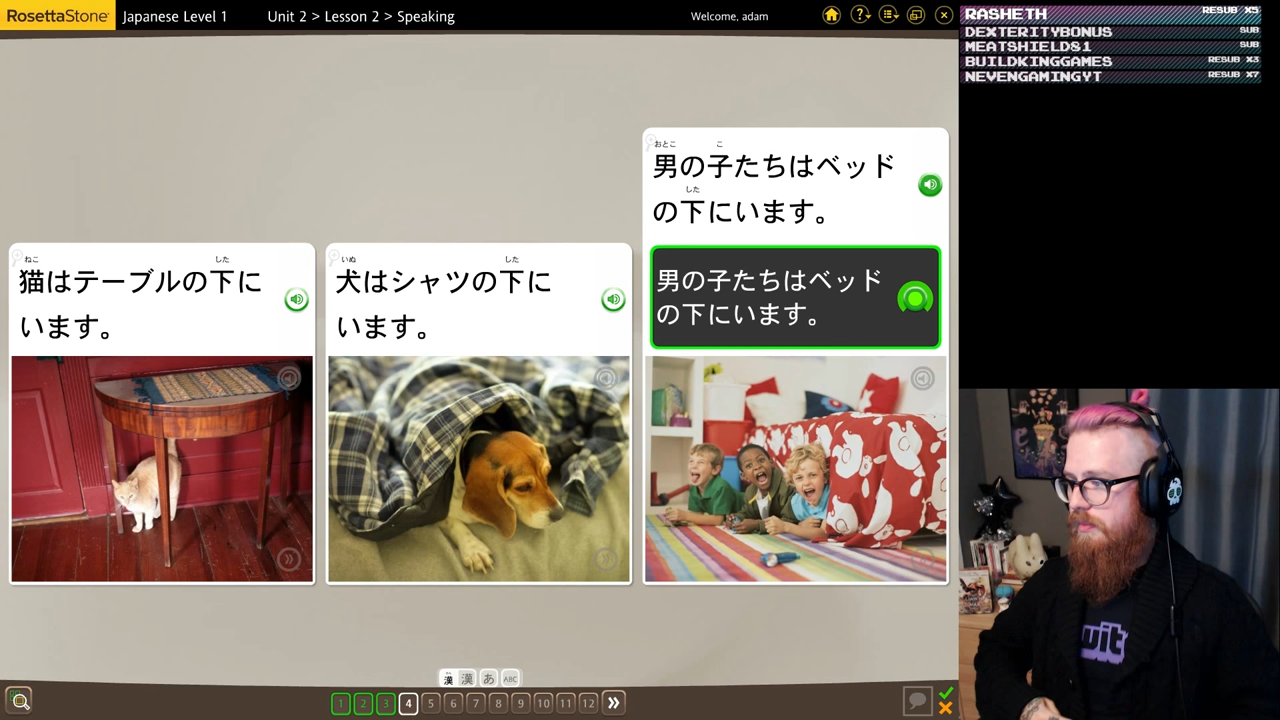 RosettaStone
Japanese Level 1
Unit 2 > Lesson 2 > Speaking
Welcome, adam
RASHETH RESUB X5
DEXTERITYBONUS SUB
MEATSHIELD81 SUB
BUILDKINGGAMES RESUB X3
NEVENGAMINGYT RESUB X7
ねこ した
猫はテーブルの下に
います。
いぬ した
犬はシャツの下に
います。
おとこ こ
男の子たちはベッド
した
の下にいます。
男の子たちはベッド
の下にいます。
漢 漢 あ ABC
1 2 3 4 5 6 7 8 9 10 11 12